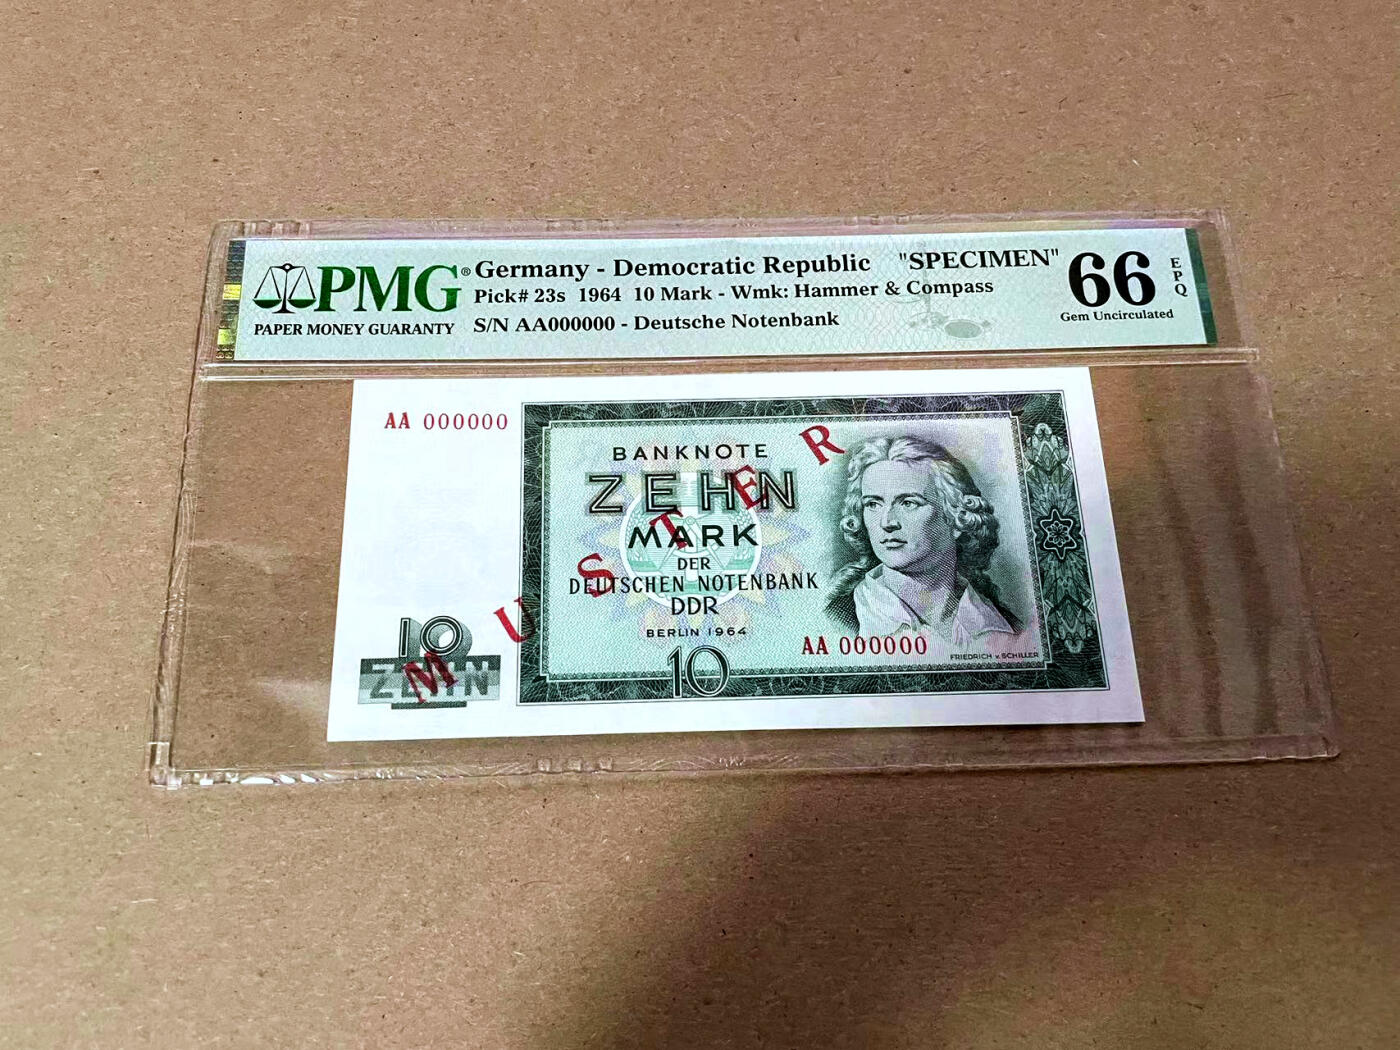 PMG® Germany - Democratic Republic "SPECIMEN" 66 EPQ
Pick# 23s 1964 10 Mark - Wmk: Hammer & Compass
PAPER MONEY GUARANTY S/N AA000000 - Deutsche Notenbank Gem Uncirculated
AA 000000
BANKNOTE
ZEHN
MARK
DER
DEUTSCHEN NOTENBANK
DDR
BERLIN 1964
10
AA 000000
FRIEDRICH v. SCHILLER
10
ZEHN
MUSTER